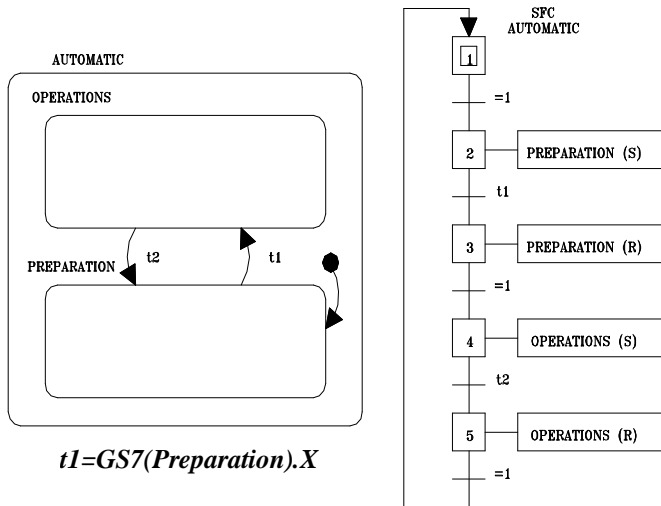 AUTOMATIC
OPERATIONS
t2
t1
PREPARATION
t1=GS7(Preparation).X
SFC
AUTOMATIC
1
=1
2
PREPARATION (S)
t1
3
PREPARATION (R)
=1
4
OPERATIONS (S)
t2
5
OPERATIONS (R)
=1